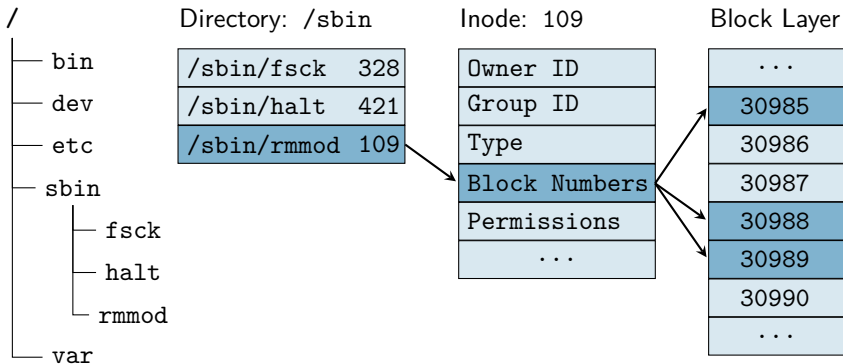 /
bin
dev
etc
sbin
fsck
halt
rmmod
var
Directory: /sbin
/sbin/fsck 328
/sbin/halt 421
/sbin/rmmod 109
Inode: 109
Owner ID
Group ID
Type
Block Numbers
Permissions
...
Block Layer
...
30985
30986
30987
30988
30989
30990
...